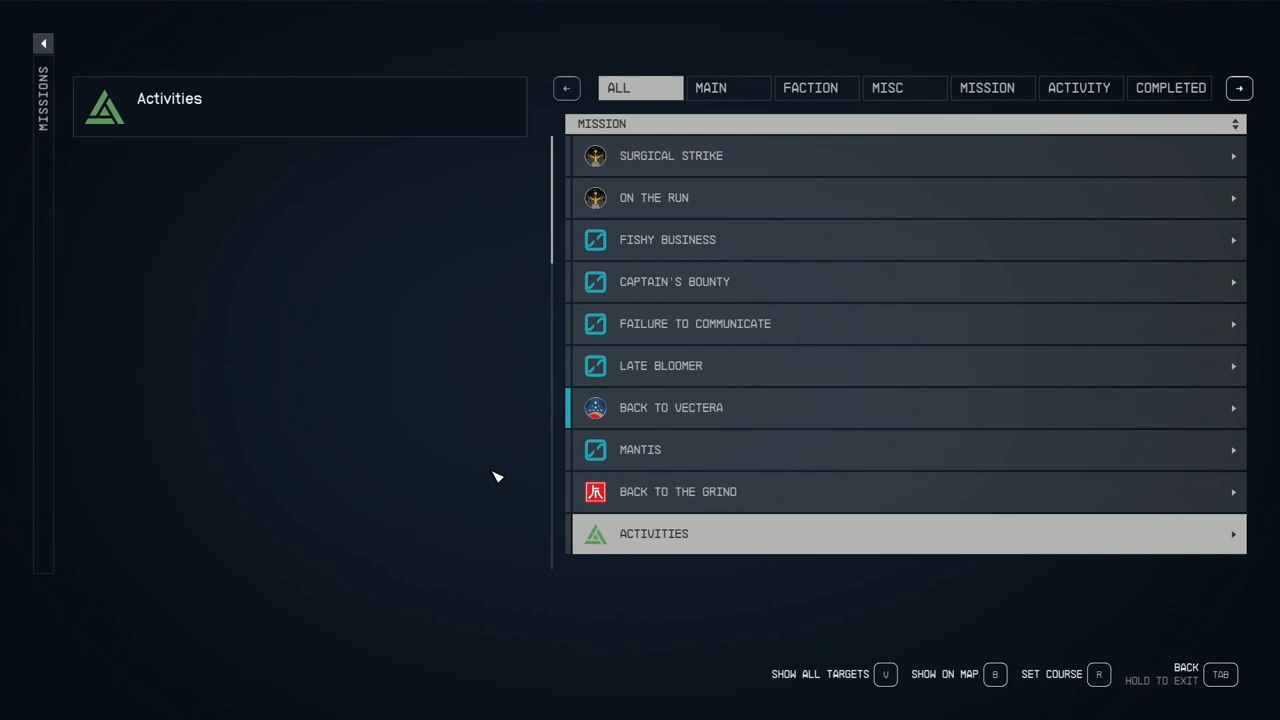 MISSIONS
Activities
ALL
MAIN
FACTION
MISC
MISSION
ACTIVITY
COMPLETED
MISSION
SURGICAL STRIKE
ON THE RUN
FISHY BUSINESS
CAPTAIN'S BOUNTY
FAILURE TO COMMUNICATE
LATE BLOOMER
BACK TO VECTERA
MANTIS
BACK TO THE GRIND
ACTIVITIES
SHOW ALL TARGETS V
SHOW ON MAP B
SET COURSE R
BACK
HOLD TO EXIT
TAB